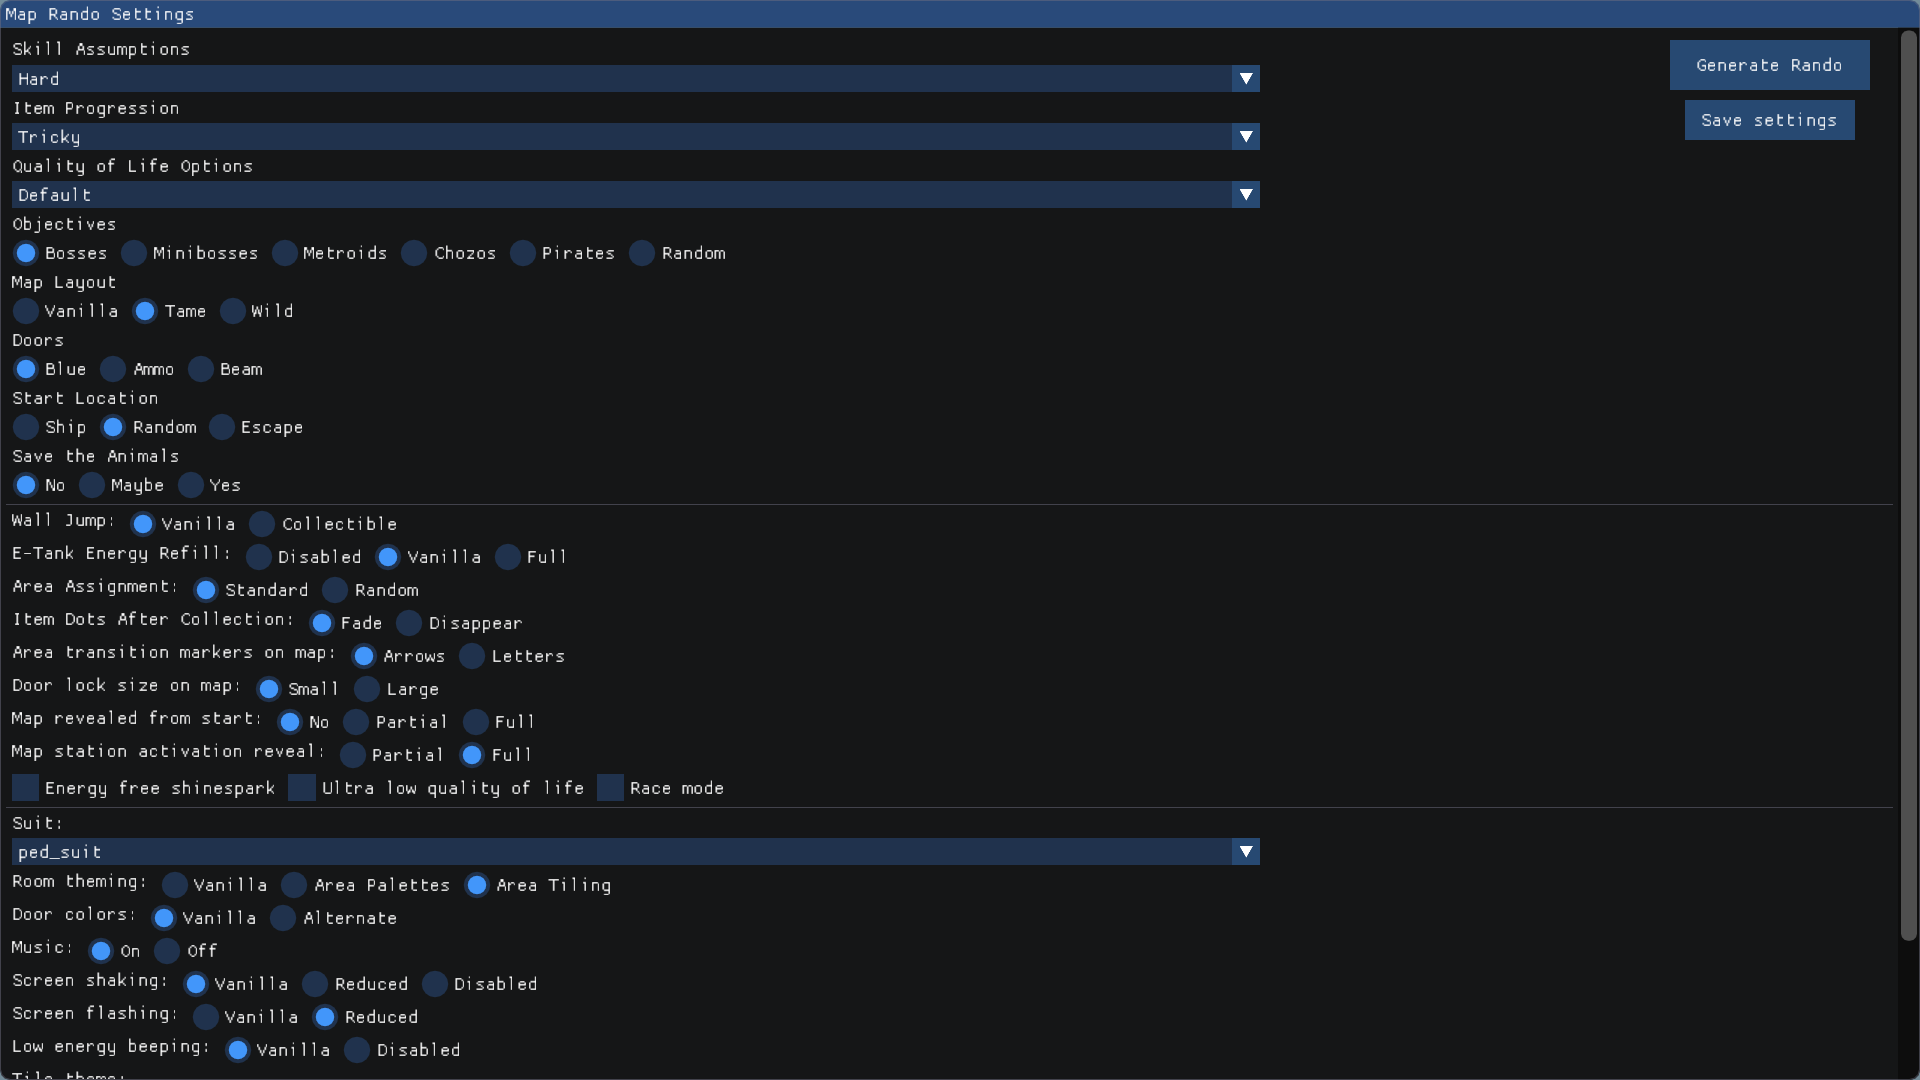 Map Rando Settings
Skill Assumptions
Generate Rando
Hard
Item Progression
Save settings
Tricky
Quality of Life Options
Default
Objectives
Bosses Minibosses Metroids Chozos Pirates Random
Map Layout
Vanilla Tame Wild
Doors
Blue Ammo Beam
Start Location
Ship Random Escape
Save the Animals
No Maybe Yes
Wall Jump: Vanilla Collectible
E-Tank Energy Refill: Disabled Vanilla Full
Area Assignment: Standard Random
Item Dots After Collection: Fade Disappear
Area transition markers on map: Arrows Letters
Door lock size on map: Small Large
Map revealed from start: No Partial Full
Map station activation reveal: Partial Full
Energy free shinespark Ultra low quality of life Race mode
Suit:
ped_suit
Room theming: Vanilla Area Palettes Area Tiling
Door colors: Vanilla Alternate
Music: On Off
Screen shaking: Vanilla Reduced Disabled
Screen flashing: Vanilla Reduced
Low energy beeping: Vanilla Disabled
Tile theme: